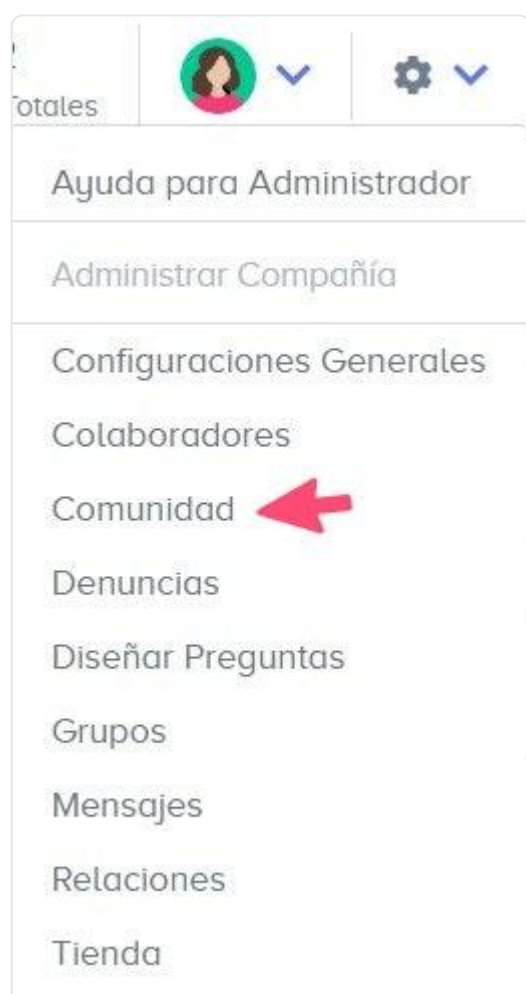 Totales
Ayuda para Administrador
Administrar Compañía
Configuraciones Generales
Colaboradores
Comunidad
Denuncias
Diseñar Preguntas
Grupos
Mensajes
Relaciones
Tienda